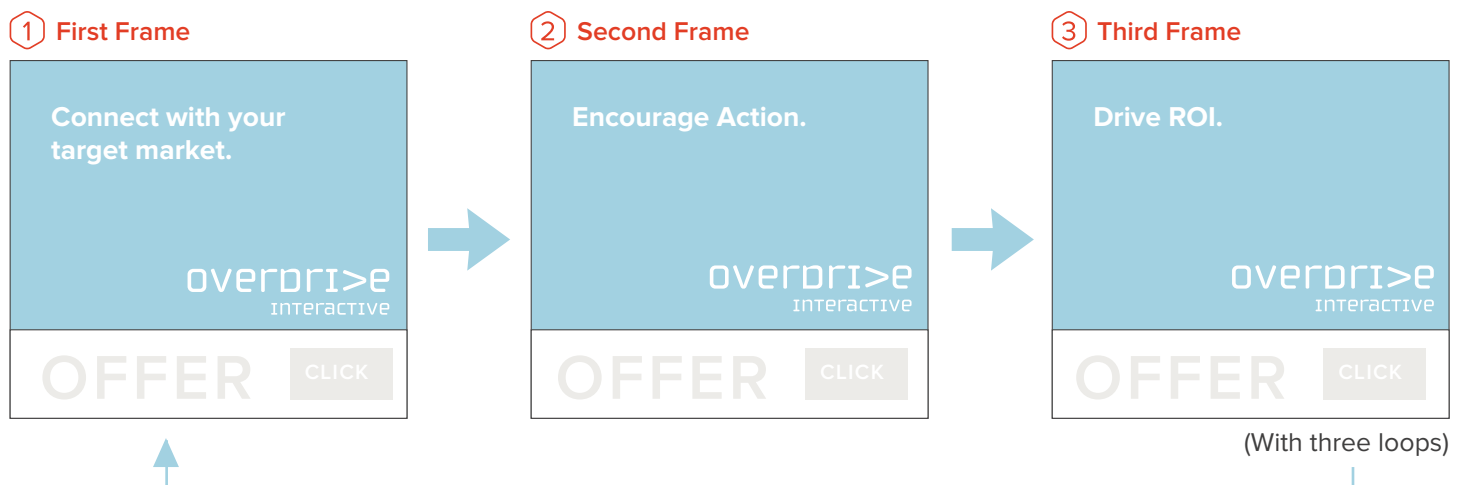 1 First Frame
Connect with your
target market.
overdrive
interactive
OFFER CLICK
2 Second Frame
Encourage Action.
overdrive
interactive
OFFER CLICK
3 Third Frame
Drive ROI.
overdrive
interactive
OFFER CLICK
(With three loops)